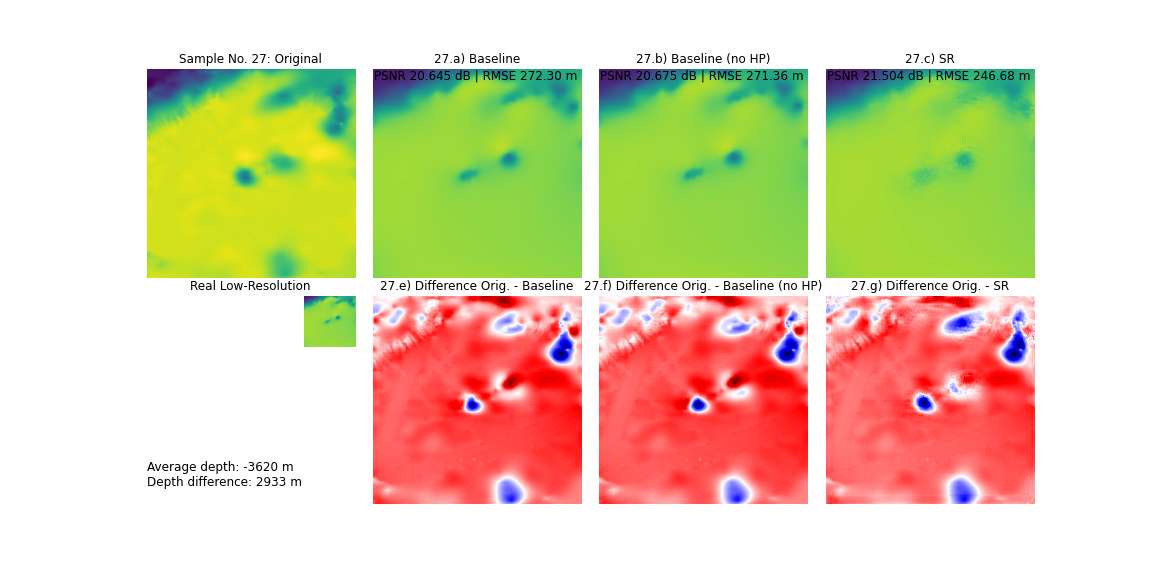 Sample No. 27: Original
27.a) Baseline
27.b) Baseline (no HP)
27.c) SR
PSNR 20.645 dB | RMSE 272.30 m
PSNR 20.675 dB | RMSE 271.36 m
PSNR 21.504 dB | RMSE 246.68 m
Real Low-Resolution
27.e) Difference Orig. - Baseline
27.f) Difference Orig. - Baseline (no HP)
27.g) Difference Orig. - SR
Average depth: -3620 m
Depth difference: 2933 m